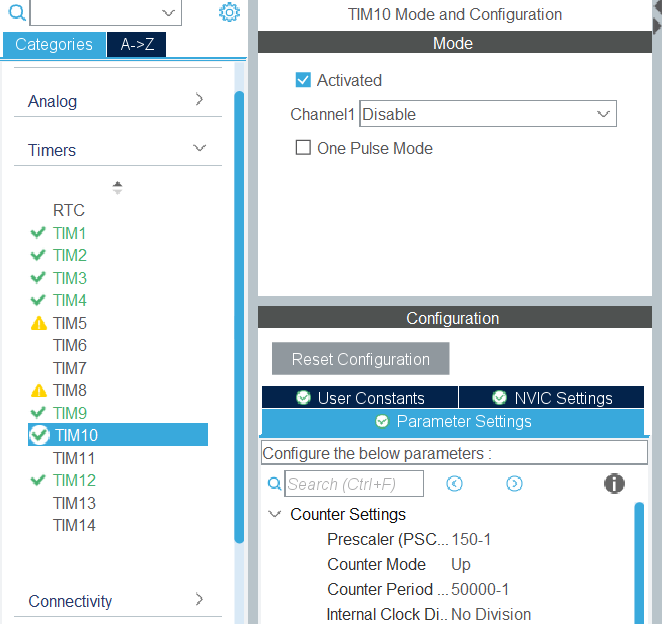 Categories
A->Z
Analog
Timers
RTC
TIM1
TIM2
TIM3
TIM4
TIM5
TIM6
TIM7
TIM8
TIM9
TIM10
TIM11
TIM12
TIM13
TIM14
Connectivity
TIM10 Mode and Configuration
Mode
Activated
Channel1 Disable
One Pulse Mode
Configuration
Reset Configuration
User Constants
NVIC Settings
Parameter Settings
Configure the below parameters :
Search (Ctrl+F)
Counter Settings
Prescaler (PSC... 150-1
Counter Mode Up
Counter Period ... 50000-1
Internal Clock Di.. No Division